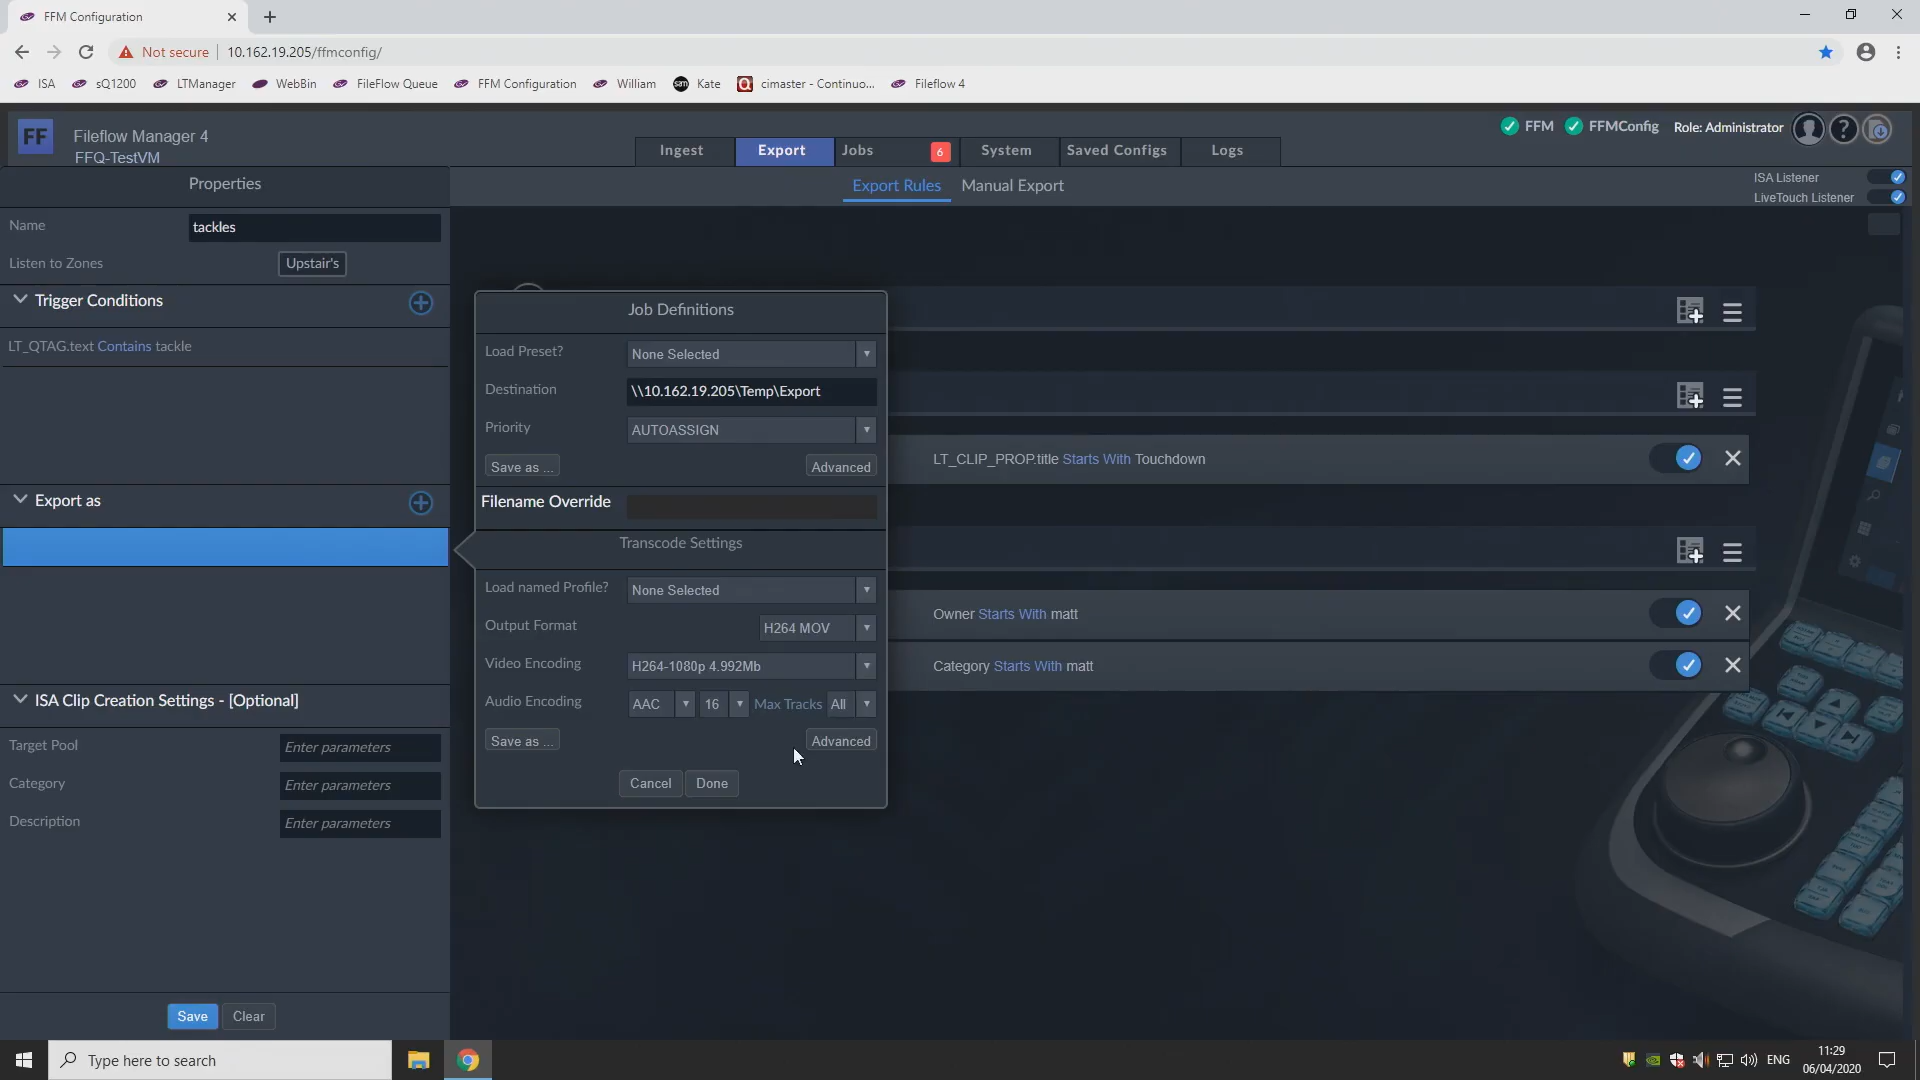 FFM Configuration
Not secure
10.162.19.205/ffmconfig/
ISA
sQ1200
LTManager
WebBin
FileFlow Queue
FFM Configuration
William
Kate
cimaster - Continuo...
Fileflow 4
FF
Fileflow Manager 4
FFQ-TestVM
Ingest
Export
Jobs
6
System
Saved Configs
Logs
FFM
FFMConfig
Role: Administrator
Properties
Export Rules
Manual Export
ISA Listener
LiveTouch Listener
Name
tackles
Listen to Zones
Upstair's
Trigger Conditions
LT_QTAG.text Contains tackle
Export as
ISA Clip Creation Settings - [Optional]
Target Pool
Enter parameters
Category
Enter parameters
Description
Enter parameters
Save
Clear
Job Definitions
Load Preset?
None Selected
Destination
\\10.162.19.205\Temp\Export
Priority
AUTOASSIGN
Save as ...
Advanced
Filename Override
Transcode Settings
Load named Profile?
None Selected
Output Format
H264 MOV
Video Encoding
H264-1080p 4.992Mb
Audio Encoding
AAC
16
Max Tracks
All
Save as ...
Advanced
Cancel
Done
LT_CLIP_PROP.title Starts With Touchdown
Owner Starts With matt
Category Starts With matt
Type here to search
ENG
11:29
06/04/2020